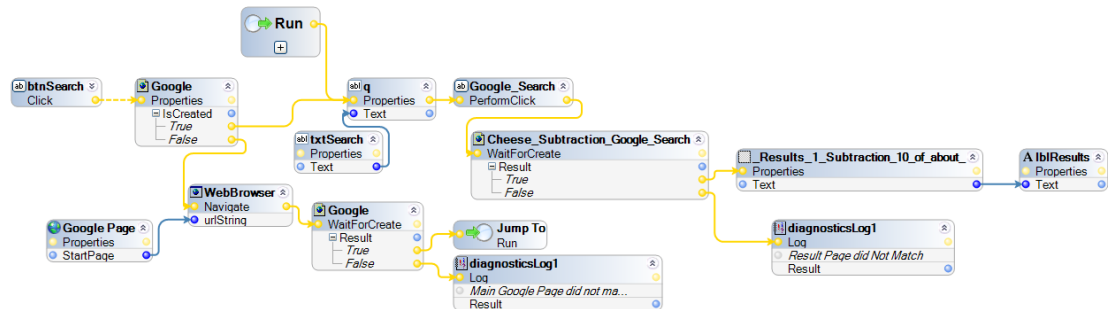 Run
btnSearch
Click
Google
Properties
IsCreated
True
False
q
Properties
Text
Google_Search
PerformClick
txtSearch
Properties
Text
Cheese_Subtraction_Google_Search
WaitForCreate
Result
True
False
_Results_1_Subtraction_10_of_about_
Properties
Text
A lblResults
Properties
Text
WebBrowser
Navigate
urlString
Google Page
Properties
StartPage
Google
WaitForCreate
Result
True
False
Jump To
Run
diagnosticsLog1
Log
Main Google Page did not ma...
Result
diagnosticsLog1
Log
Result Page did Not Match
Result